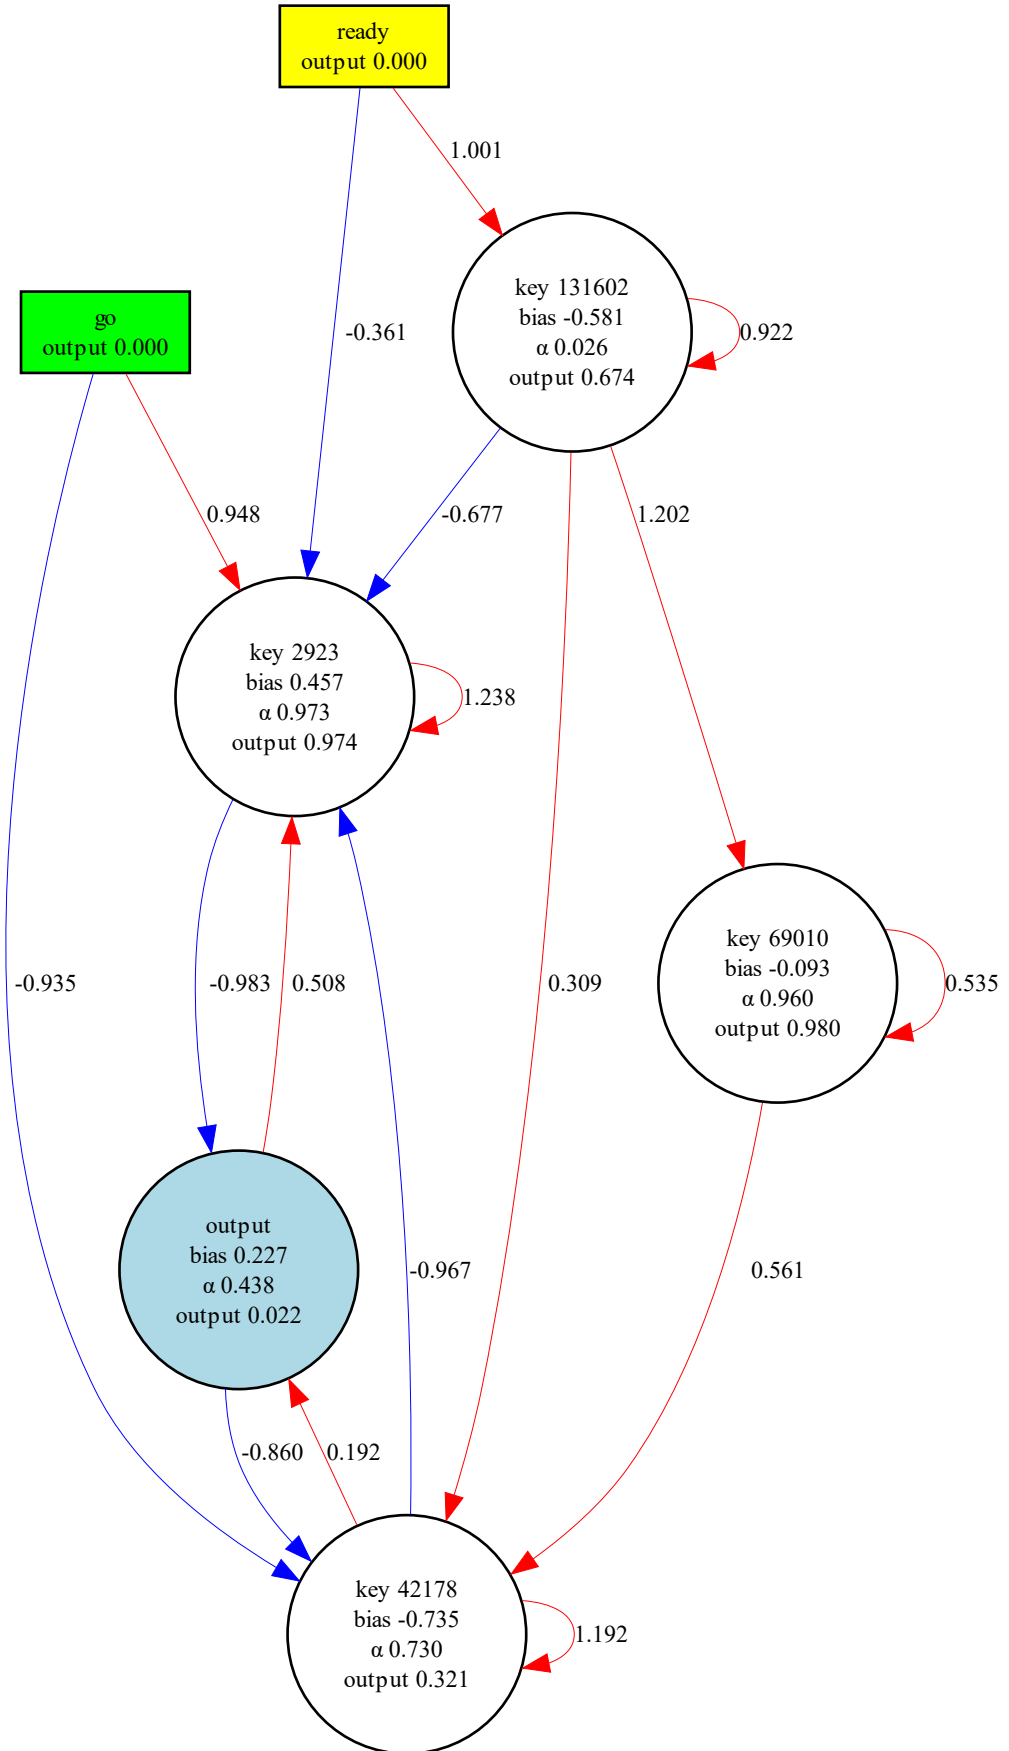 ready
output 0.000
1.001
key 131602
bias -0.581
α 0.026
output 0.674
0.922
go
output 0.000
-0.361
0.948
-0.677
1.202
key 2923
bias 0.457
α 0.973
output 0.974
1.238
key 69010
bias -0.093
α 0.960
output 0.980
0.535
-0.935
-0.983
0.508
0.309
output
bias 0.227
α 0.438
output 0.022
-0.967
0.561
-0.860
0.192
key 42178
bias -0.735
α 0.730
output 0.321
1.192